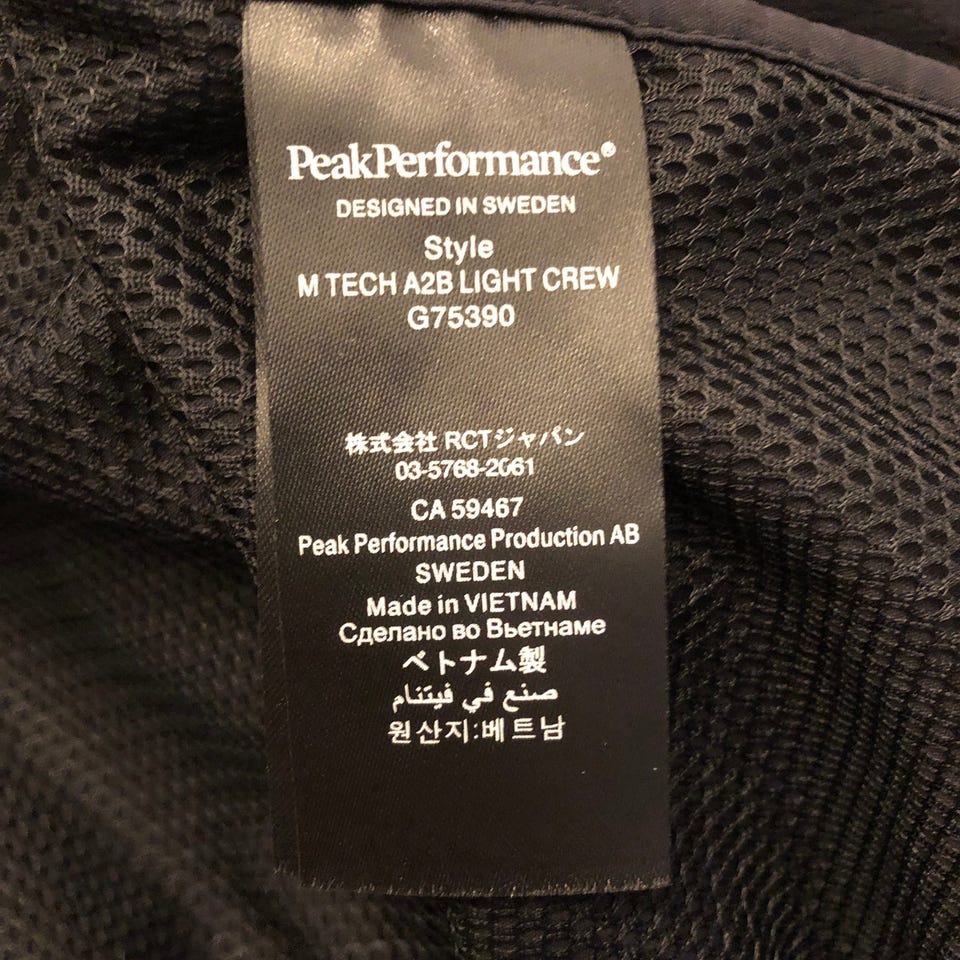 PeakPerformance®
DESIGNED IN SWEDEN
Style
M TECH A2B LIGHT CREW
G75390
株式会社 RCTジャパン
03-5768-2061
CA 59467
Peak Performance Production AB
SWEDEN
Made in VIETNAM
Сделано во Вьетнаме
ベトナム製
صنع في فيتنام
원산지:베트남